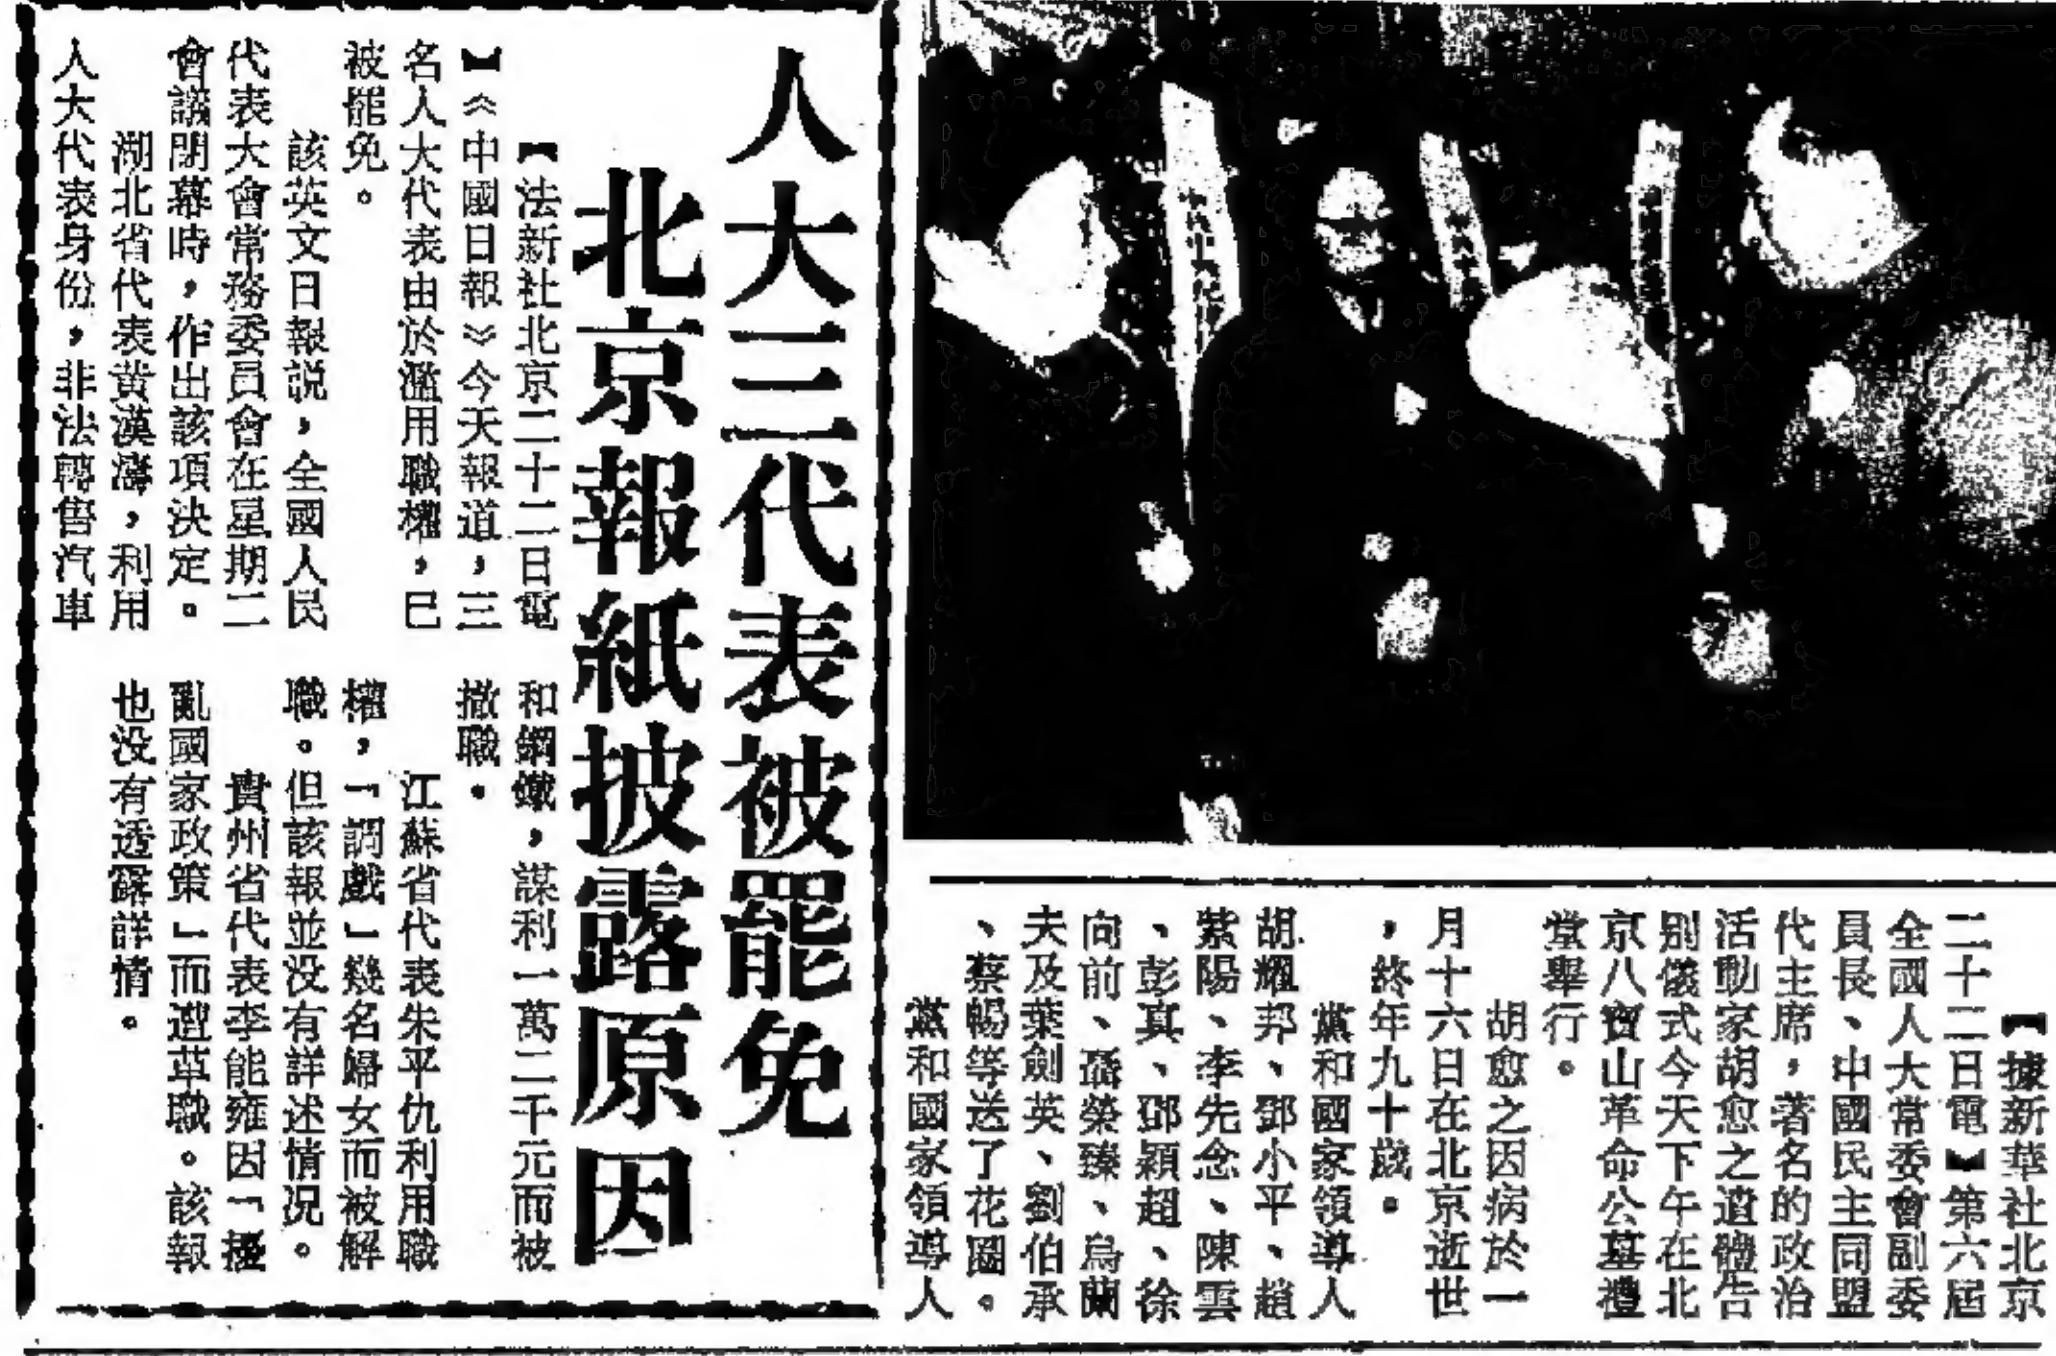 人大三代表被罷免
北京報紙披露原因
【法新社北京二十二日電
】《中國日報》今天報道，三
名人大代表由於濫用職權，已
被罷免。
該英文日報説，全國人民
代表大會常務委員會在星期二
會議閉幕時，作出該項決定。
湖北省代表黄漢濤，利用
人大代表身份，非法轉售汽車
和鋼鐵，謀利一萬二千元而被
撤職。
江蘇省代表朱平仇利用職
權，「調戲」幾名婦女而被解
職。但該報並没有詳述情況。
貴州省代表李能雍因「擾
亂國家政策」而遭革職。該報
也没有透露詳情。
【據新華社北京
二十二日電】第六屆
全國人大常委會副委
員長、中國民主同盟
代主席，著名的政治
活動家胡愈之遺體告
别儀式今天下午在北
京八寶山革命公墓禮
堂舉行。
胡愈之因病於一
月十六日在北京逝世
，終年九十歲。
黨和國家領導人
胡耀邦、鄧小平、趙
紫陽、李先念、陳雲
、彭真、鄧穎超、徐
向前、聶榮臻、烏蘭
夫及葉劍英、劉伯承
、蔡暢等送了花圈。
黨和國家領導人